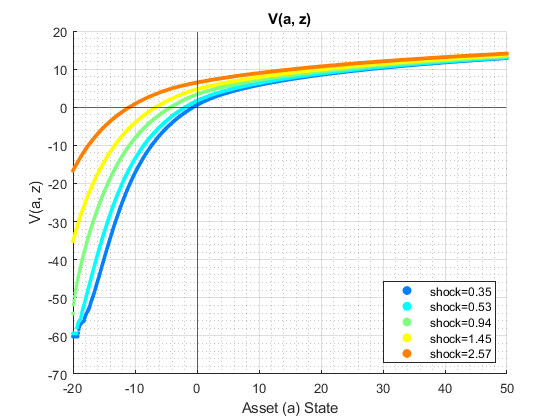 V(a, z)
20
10
0
-10
-20
-30
-40
-50
-60
-70
V(a, z)
shock=0.35
shock=0.53
shock=0.94
shock=1.45
shock=2.57
-20 -10 0 10 20 30 40 50
Asset (a) State